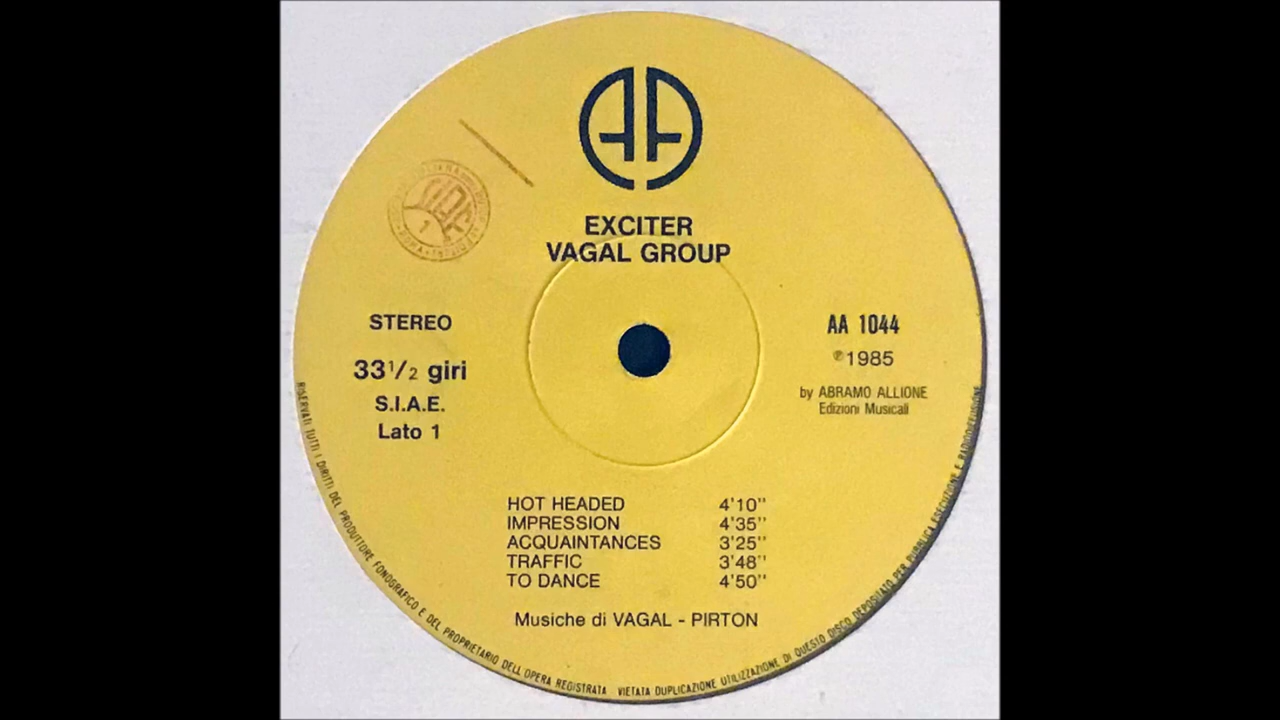 AA
EXCITER
VAGAL GROUP
STEREO
33 1/2 giri
S.I.A.E.
Lato 1
AA 1044
℗1985
by ABRAMO ALLIONE
Edizioni Musicali
HOT HEADED 4'10"
IMPRESSION 4'35"
ACQUAINTANCES 3'25"
TRAFFIC 3'48"
TO DANCE 4'50"
Musiche di VAGAL - PIRTON
RISERVATI TUTTI I DIRITTI DEL PRODUTTORE FONOGRAFICO E DEL PROPRIETARIO DELL'OPERA REGISTRATA VIETATA DUPLICAZIONE UTILIZZAZIONE DI QUESTO DISCO DEPOSITATO PER PUBBLICA ESECUZIONE E RADIODIFFUSIONE